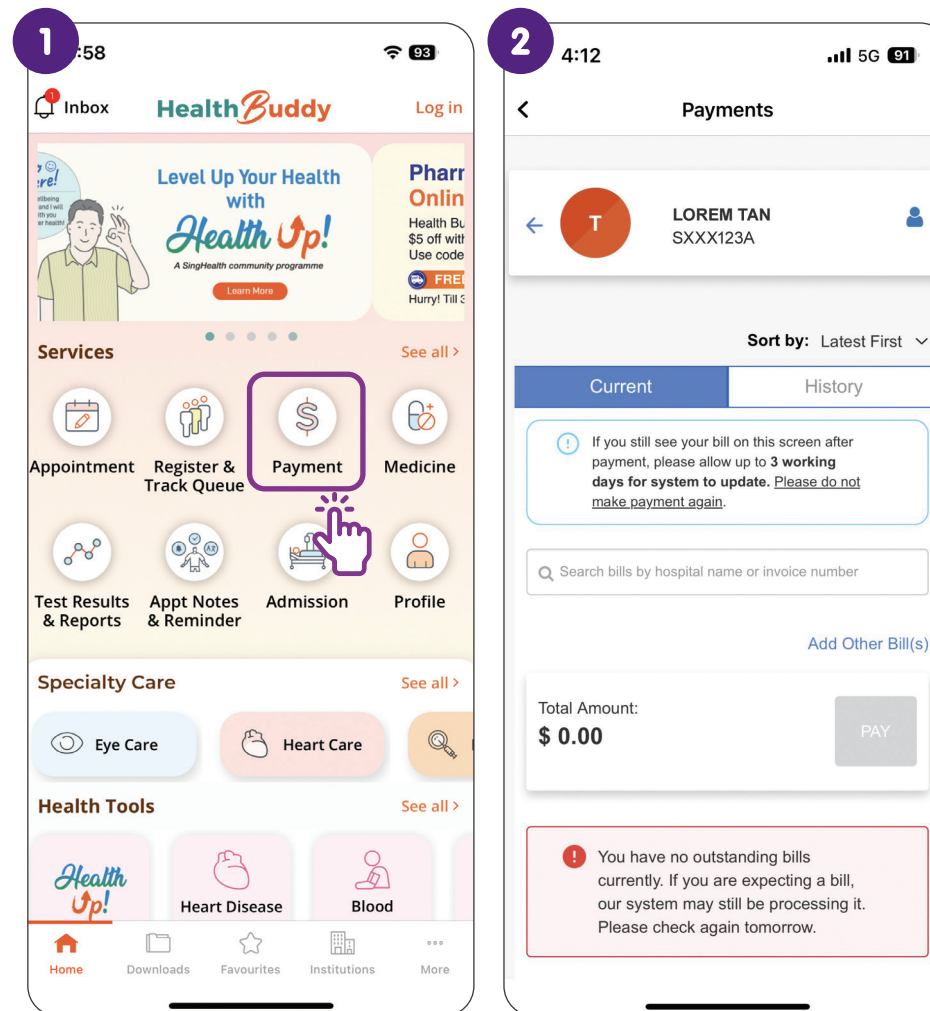 1
:58
93
1
Inbox
HealthBuddy
Log in
Level Up Your Health
with
Health Up!
A SingHealth community programme
Learn More
Health Bu
$5 off with
Use code
Hurry! Till
Services
See all >
Appointment
Register &
Track Queue
Payment
Medicine
Test Results
& Reports
Appt Notes
& Reminder
Admission
Profile
Specialty Care
See all >
Eye Care
Heart Care
Health Tools
See all >
Health
Up!
Heart Disease
Blood
Home
Downloads
Favourites
Institutions
More
2
4:12
5G 91
Payments
T
LOREM TAN
SXXX123A
Sort by: Latest First
Current
History
If you still see your bill on this screen after
payment, please allow up to 3 working
days for system to update. Please do not
make payment again.
Search bills by hospital name or invoice number
Add Other Bill(s)
Total Amount:
$ 0.00
PAY
You have no outstanding bills
currently. If you are expecting a bill,
our system may still be processing it.
Please check again tomorrow.